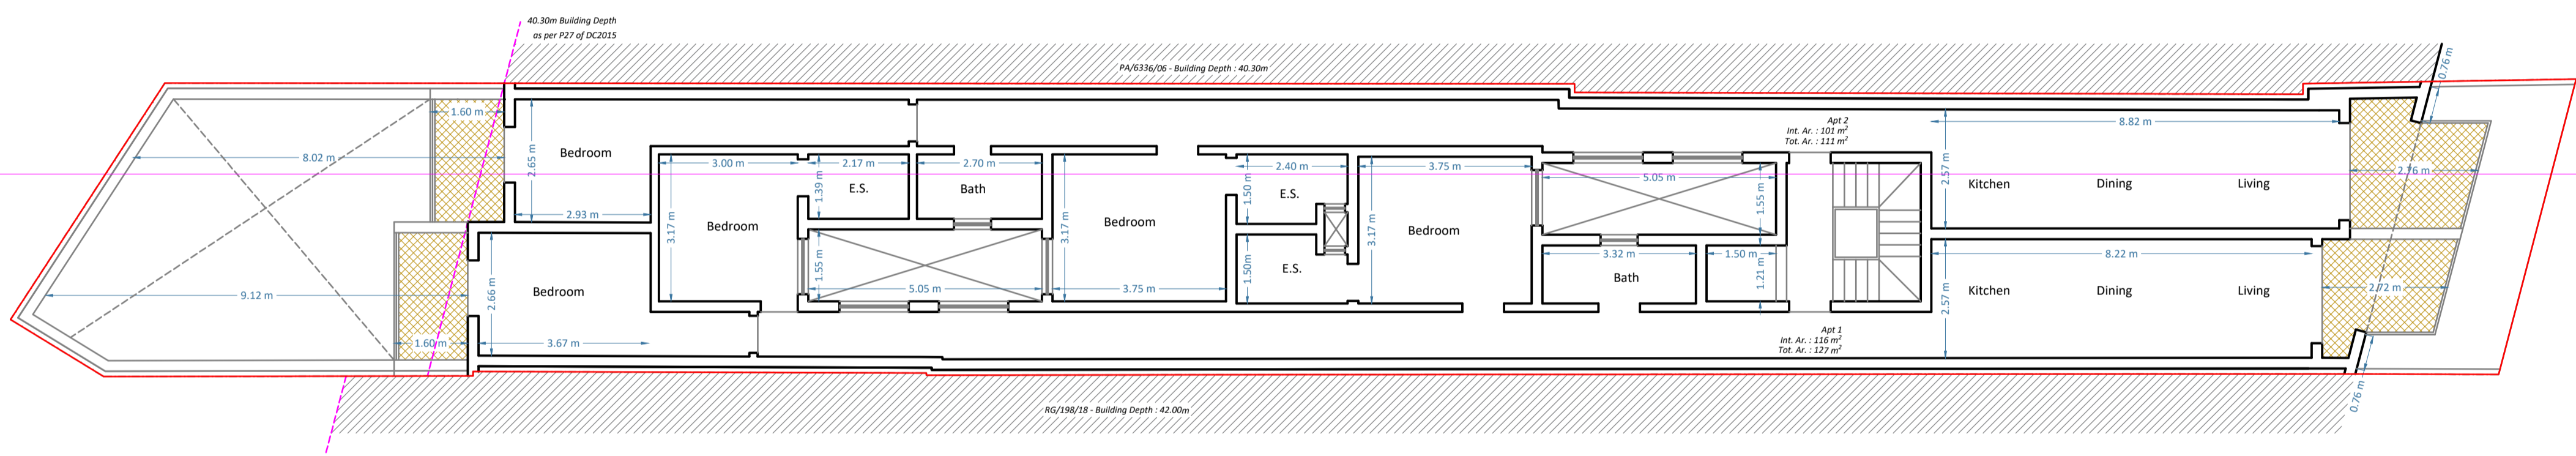 40.30m Building Depth
as per P27 of DC2015
PA/6336/06 - Building Depth : 40.30m
0.76 m
1.60 m
8.02 m
2.65 m
Bedroom
2.93 m
3.00 m
3.17 m
Bedroom
2.17 m
1.39 m
E.S.
2.70 m
Bath
3.17 m
Bedroom
3.75 m
2.40 m
1.50 m
E.S.
1.50m
E.S.
3.75 m
3.17 m
Bedroom
5.05 m
1.55 m
Apt 2
Int. Ar. : 101 m²
Tot. Ar. : 111 m²
8.82 m
2.57 m
Kitchen
Dining
Living
2.76 m
9.12 m
1.60 m
2.66 m
Bedroom
3.67 m
1.55 m
5.05 m
3.32 m
Bath
1.50 m
1.21 m
8.22 m
2.57 m
Kitchen
Dining
Living
2.72 m
Apt 1
Int. Ar. : 116 m²
Tot. Ar. : 127 m²
0.76 m
RG/198/18 - Building Depth : 42.00m